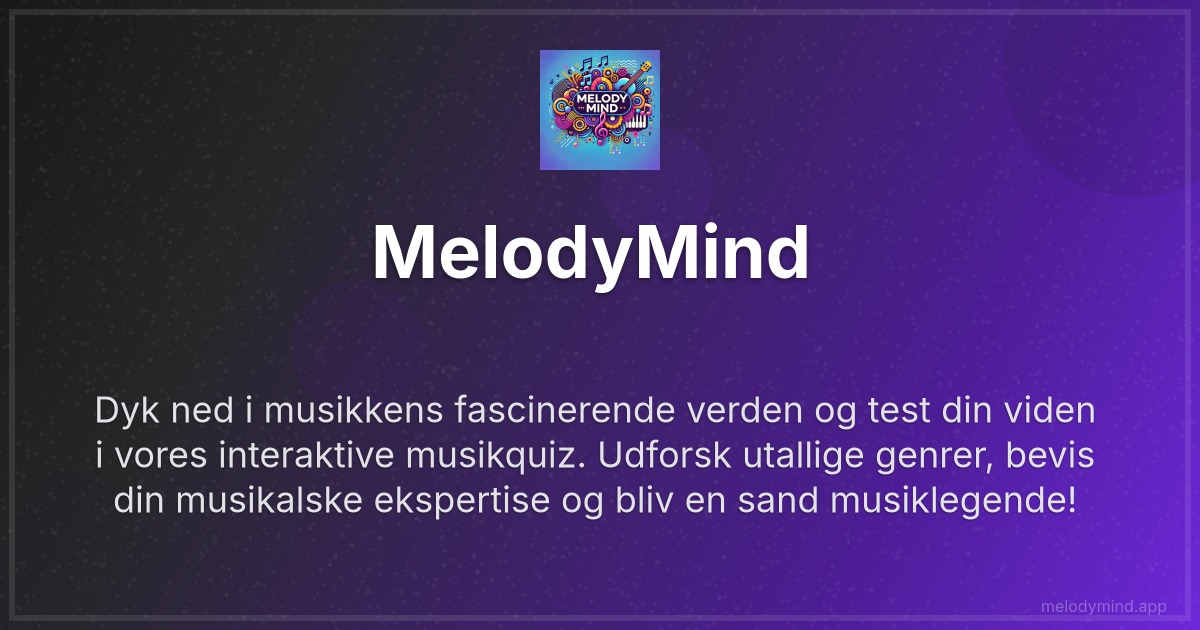 MELODY
MIND
MelodyMind
Dyk ned i musikkens fascinerende verden og test din viden
i vores interaktive musikquiz. Udforsk utallige genrer, bevis
din musikalske ekspertise og bliv en sand musiklegende!
melodymind.app